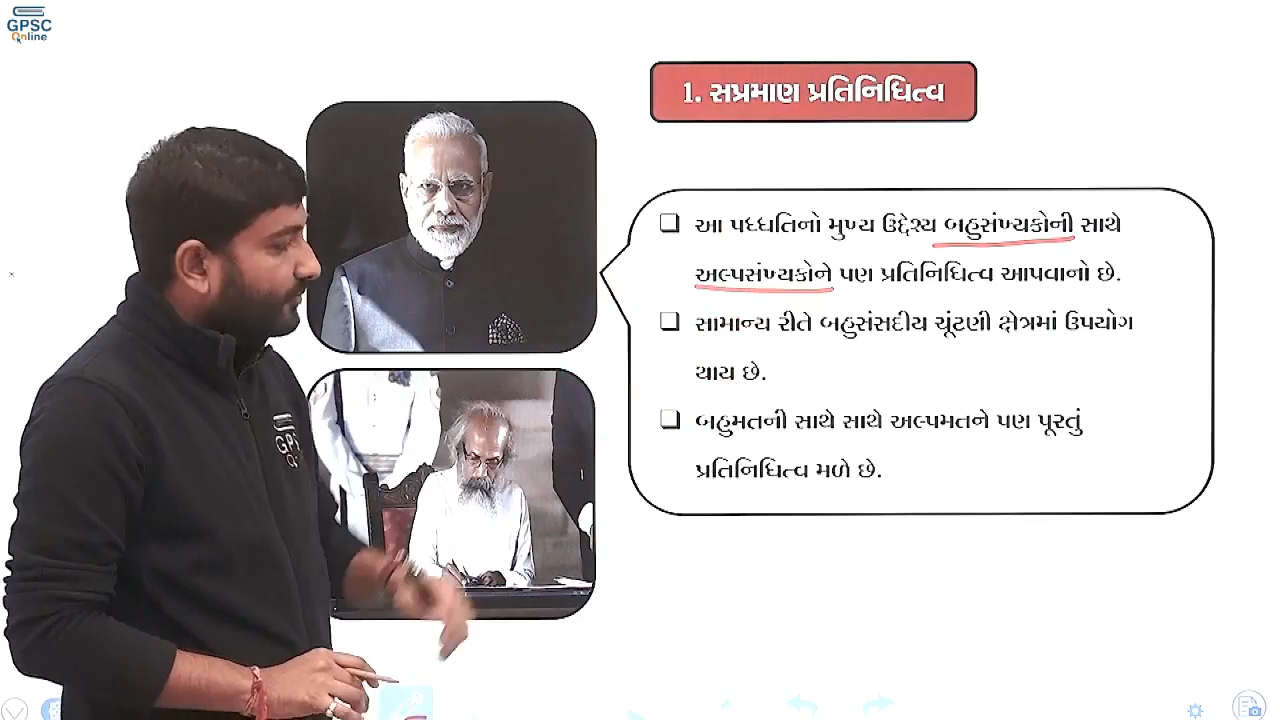 GPSC
Online
1. સપ્રમાણ પ્રતિનિધિત્વ
આ પધ્ધતિનો મુખ્ય ઉદ્દેશ્ય બહુસંખ્યકોની સાથે
અલ્પસંખ્યકોને પણ પ્રતિનિધિત્વ આપવાનો છે.
સામાન્ય રીતે બહુસંસદીય ચૂંટણી ક્ષેત્રમાં ઉપયોગ
થાય છે.
બહુમતની સાથે સાથે અલ્પમતને પણ પૂરતું
પ્રતિનિધિત્વ મળે છે.